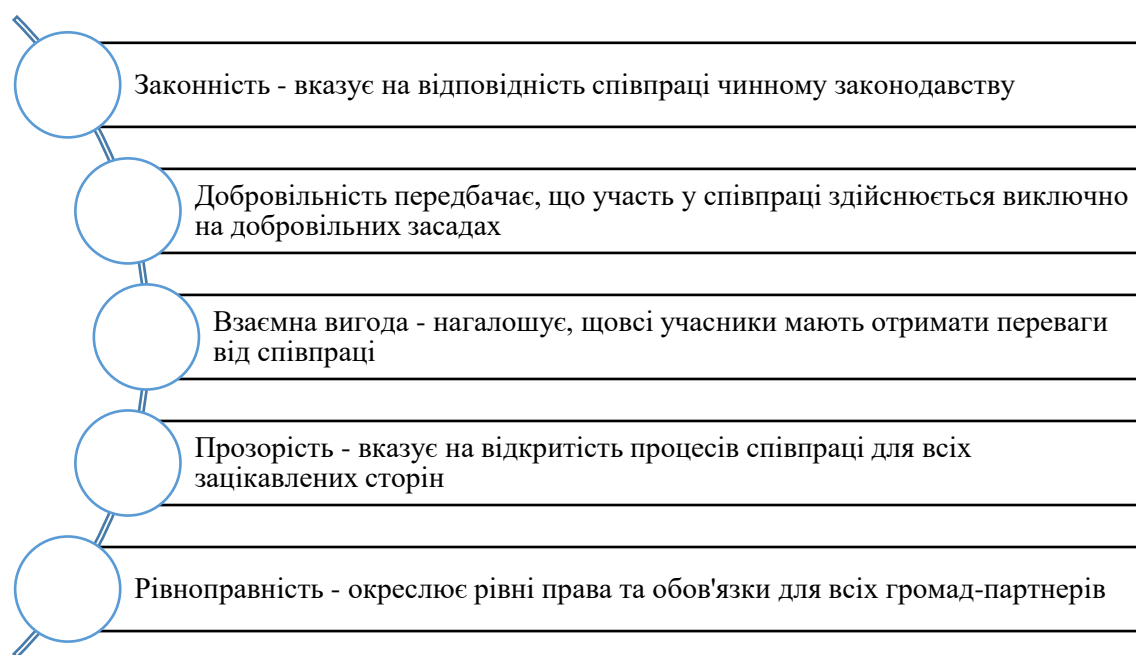 Законність - вказує на відповідність співпраці чинному законодавству
Добровільність передбачає, що участь у співпраці здійснюється виключно
на добровільних засадах
Взаємна вигода - нагалошує, щовсі учасники мають отримати переваги
від співпраці
Прозорість - вказує на відкритість процесів співпраці для всіх
зацікавлених сторін
Рівноправність - окреслює рівні права та обов'язки для всіх громад-партнерів